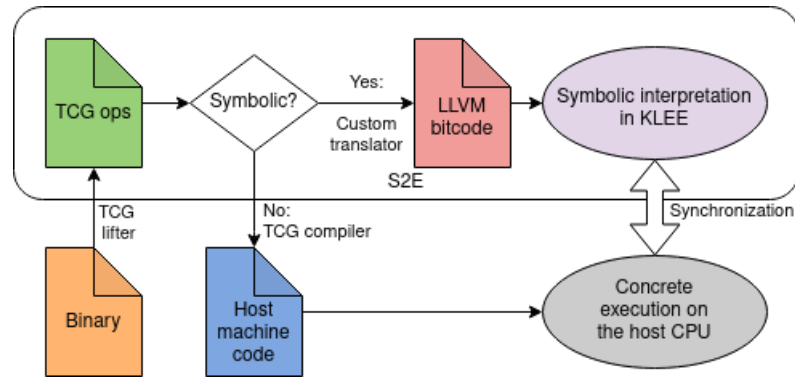 TCG ops
Symbolic?
Yes:
Custom
translator
LLVM
bitcode
Symbolic interpretation
in KLEE
S2E
TCG
lifter
No:
TCG compiler
Synchronization
Binary
Host
machine
code
Concrete
execution on
the host CPU